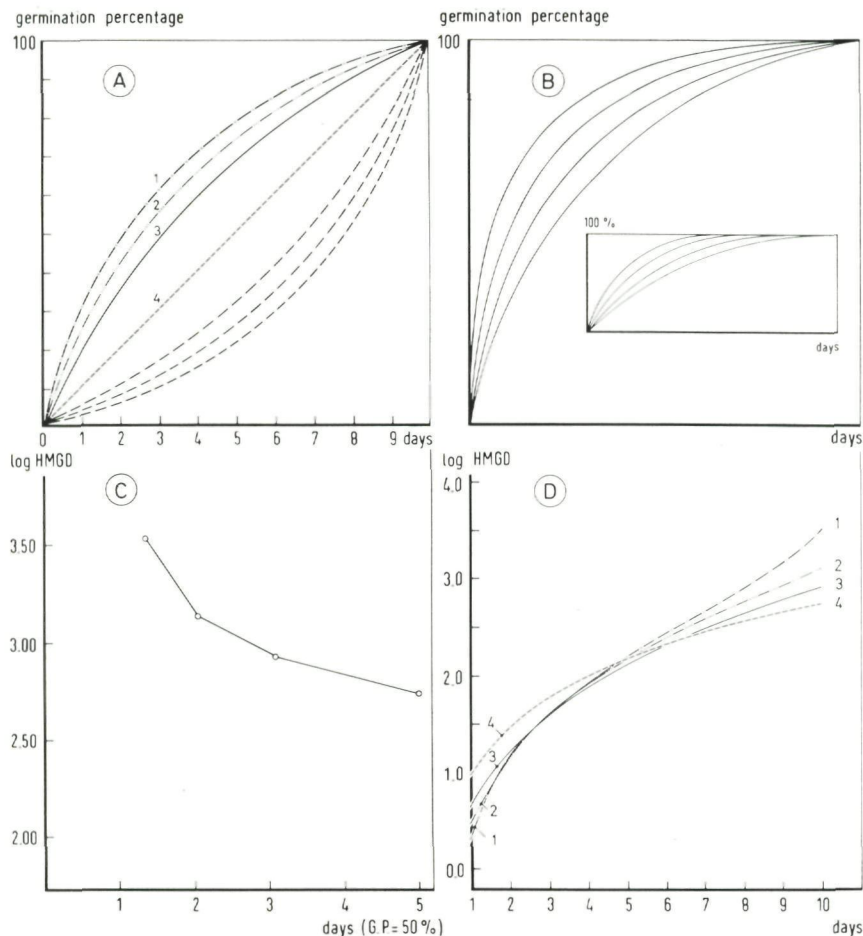 germination percentage
100
A
1
2
3
4
0 1 2 3 4 5 6 7 8 9 days
germination percentage
B
100 %
days
days
log HMGD
C
3.50
3.00
2.50
2.00
1 2 3 4 5
days (G.P.= 50 %)
log HMGD
D
4.0
3.0
2.0
1.0
0.0
1
2
3
4
4
3
2
1
1 2 3 4 5 6 7 8 9 10
days